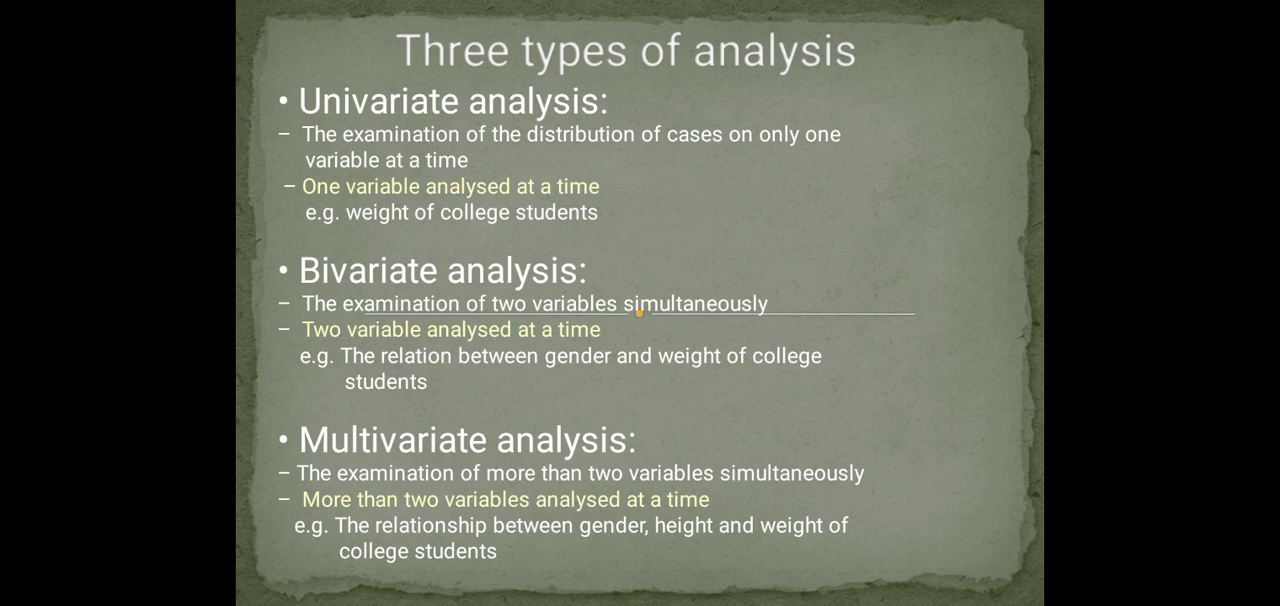 Three types of analysis
• Univariate analysis:
– The examination of the distribution of cases on only one
variable at a time
– One variable analysed at a time
e.g. weight of college students
• Bivariate analysis:
– The examination of two variables simultaneously
– Two variable analysed at a time
e.g. The relation between gender and weight of college
students
• Multivariate analysis:
– The examination of more than two variables simultaneously
– More than two variables analysed at a time
e.g. The relationship between gender, height and weight of
college students